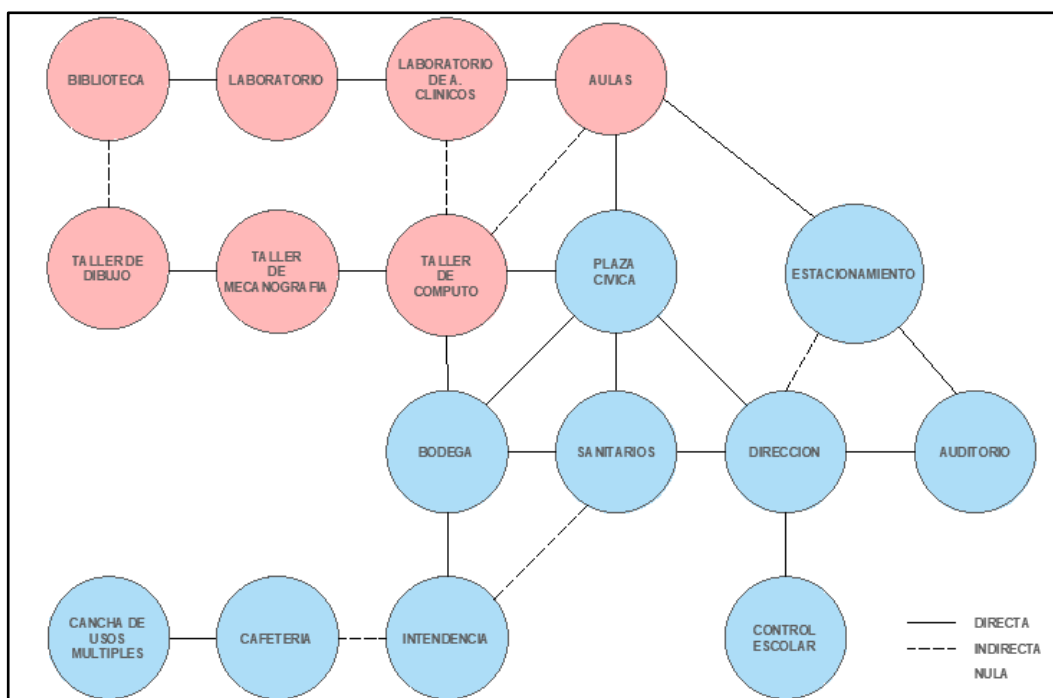 BIBLIOTECA
LABORATORIO
LABORATORIO
DE A.
CLINICOS
AULAS
TALLER DE
DIBUJO
TALLER
DE
MECANOGRAFIA
TALLER
DE
COMPUTO
PLAZA
CIVICA
ESTACIONAMIENTO
BODEGA
SANITARIOS
DIRECCION
AUDITORIO
CANCHA DE
USOS
MULTIPLES
CAFETERIA
INTENDENCIA
CONTROL
ESCOLAR
DIRECTA
INDIRECTA
NULA